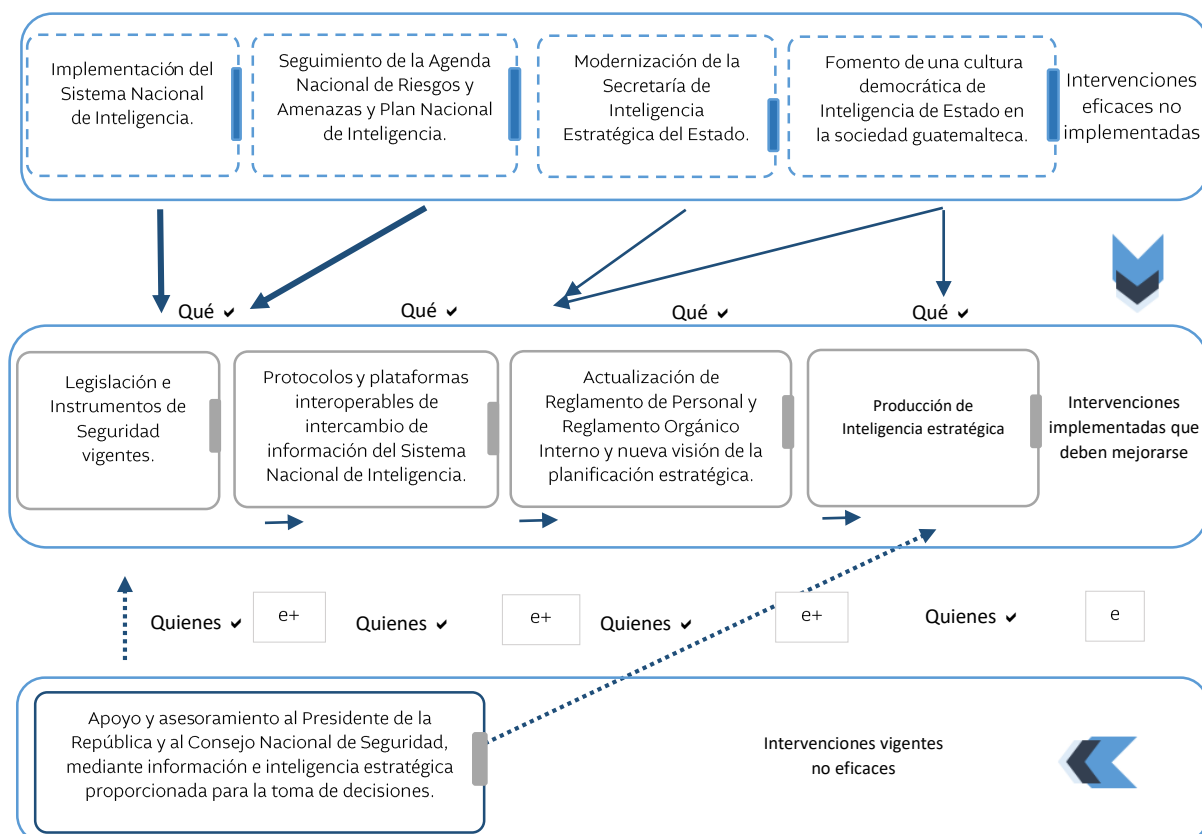 Implementación del
Sistema Nacional
de Inteligencia.
Seguimiento de la Agenda
Nacional de Riesgos y
Amenazas y Plan Nacional
de Inteligencia.
Modernización de la
Secretaría de
Inteligencia
Estratégica del Estado.
Fomento de una cultura
democrática de
Inteligencia de Estado en
la sociedad guatemalteca.
Intervenciones
eficaces no
implementadas
Qué ✔
Qué ✔
Qué ✔
Qué ✔
Legislación e
Instrumentos de
Seguridad
vigentes.
Protocolos y plataformas
interoperables de
intercambio de
información del Sistema
Nacional de Inteligencia.
Actualización de
Reglamento de Personal y
Reglamento Orgánico
Interno y nueva visión de la
planificación estratégica.
Producción de
Inteligencia estratégica
Intervenciones
implementadas que
deben mejorarse
Quienes ✔
e+
Quienes ✔
e+
Quienes ✔
e+
Quienes ✔
e
Apoyo y asesoramiento al Presidente de la
República y al Consejo Nacional de Seguridad,
mediante información e inteligencia estratégica
proporcionada para la toma de decisiones.
Intervenciones vigentes
no eficaces